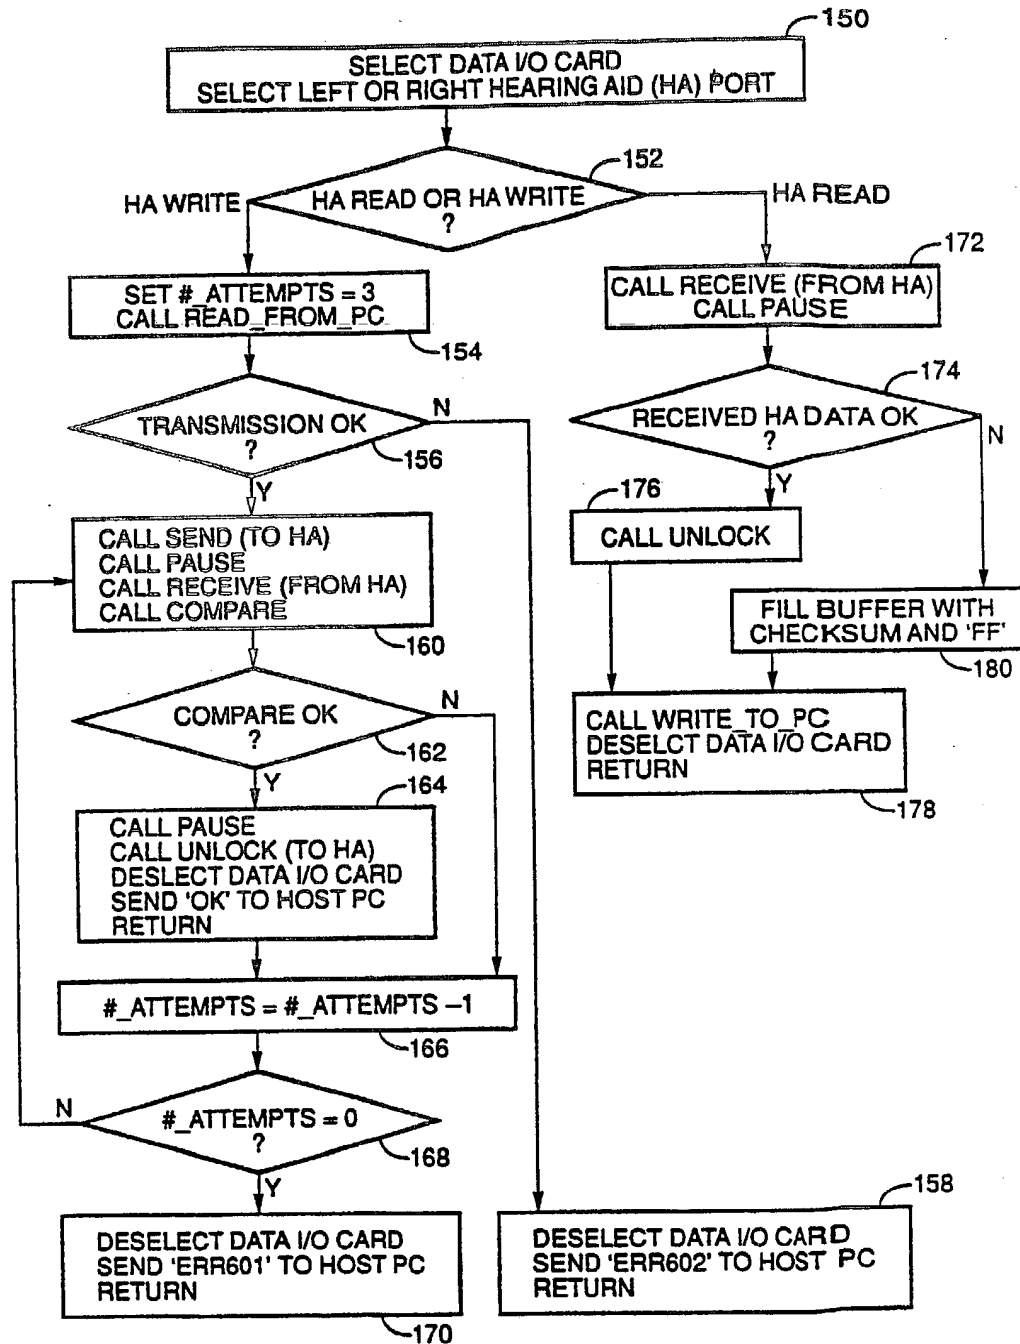 150
SELECT DATA I/O CARD
SELECT LEFT OR RIGHT HEARING AID (HA) PORT
152
HA WRITE
HA READ OR HA WRITE
?
HA READ
SET #_ATTEMPTS = 3
CALL READ_FROM_PC
154
172
CALL RECEIVE (FROM HA)
CALL PAUSE
TRANSMISSION OK
?
N
156
Y
174
RECEIVED HA DATA OK
?
N
Y
176
CALL UNLOCK
CALL SEND (TO HA)
CALL PAUSE
CALL RECEIVE (FROM HA)
CALL COMPARE
160
FILL BUFFER WITH
CHECKSUM AND 'FF'
180
COMPARE OK
?
N
162
Y
CALL WRITE_TO_PC
DESELCT DATA I/O CARD
RETURN
178
164
CALL PAUSE
CALL UNLOCK (TO HA)
DESLECT DATA I/O CARD
SEND 'OK' TO HOST PC
RETURN
#_ATTEMPTS = #_ATTEMPTS –1
166
N
#_ATTEMPTS = 0
?
168
Y
DESELECT DATA I/O CARD
SEND 'ERR601' TO HOST PC
RETURN
170
158
DESELECT DATA I/O CARD
SEND 'ERR602' TO HOST PC
RETURN